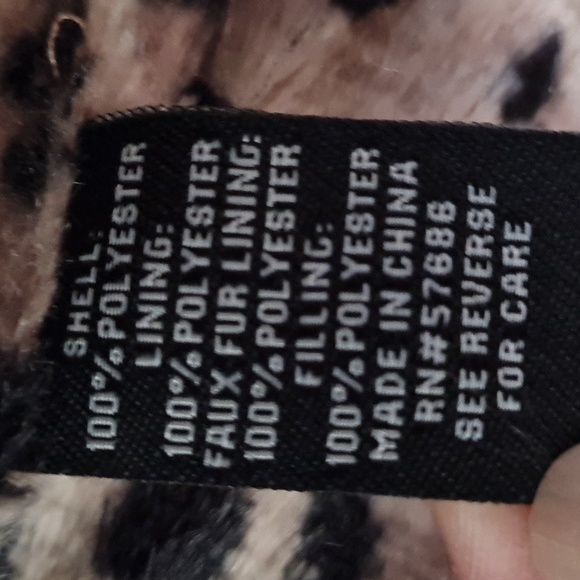 SHELL:
100% POLYESTER
LINING:
100% POLYESTER
FAUX FUR LINING:
100% POLYESTER
FILLING:
100% POLYESTER
MADE IN CHINA
RN#57686
SEE REVERSE
FOR CARE